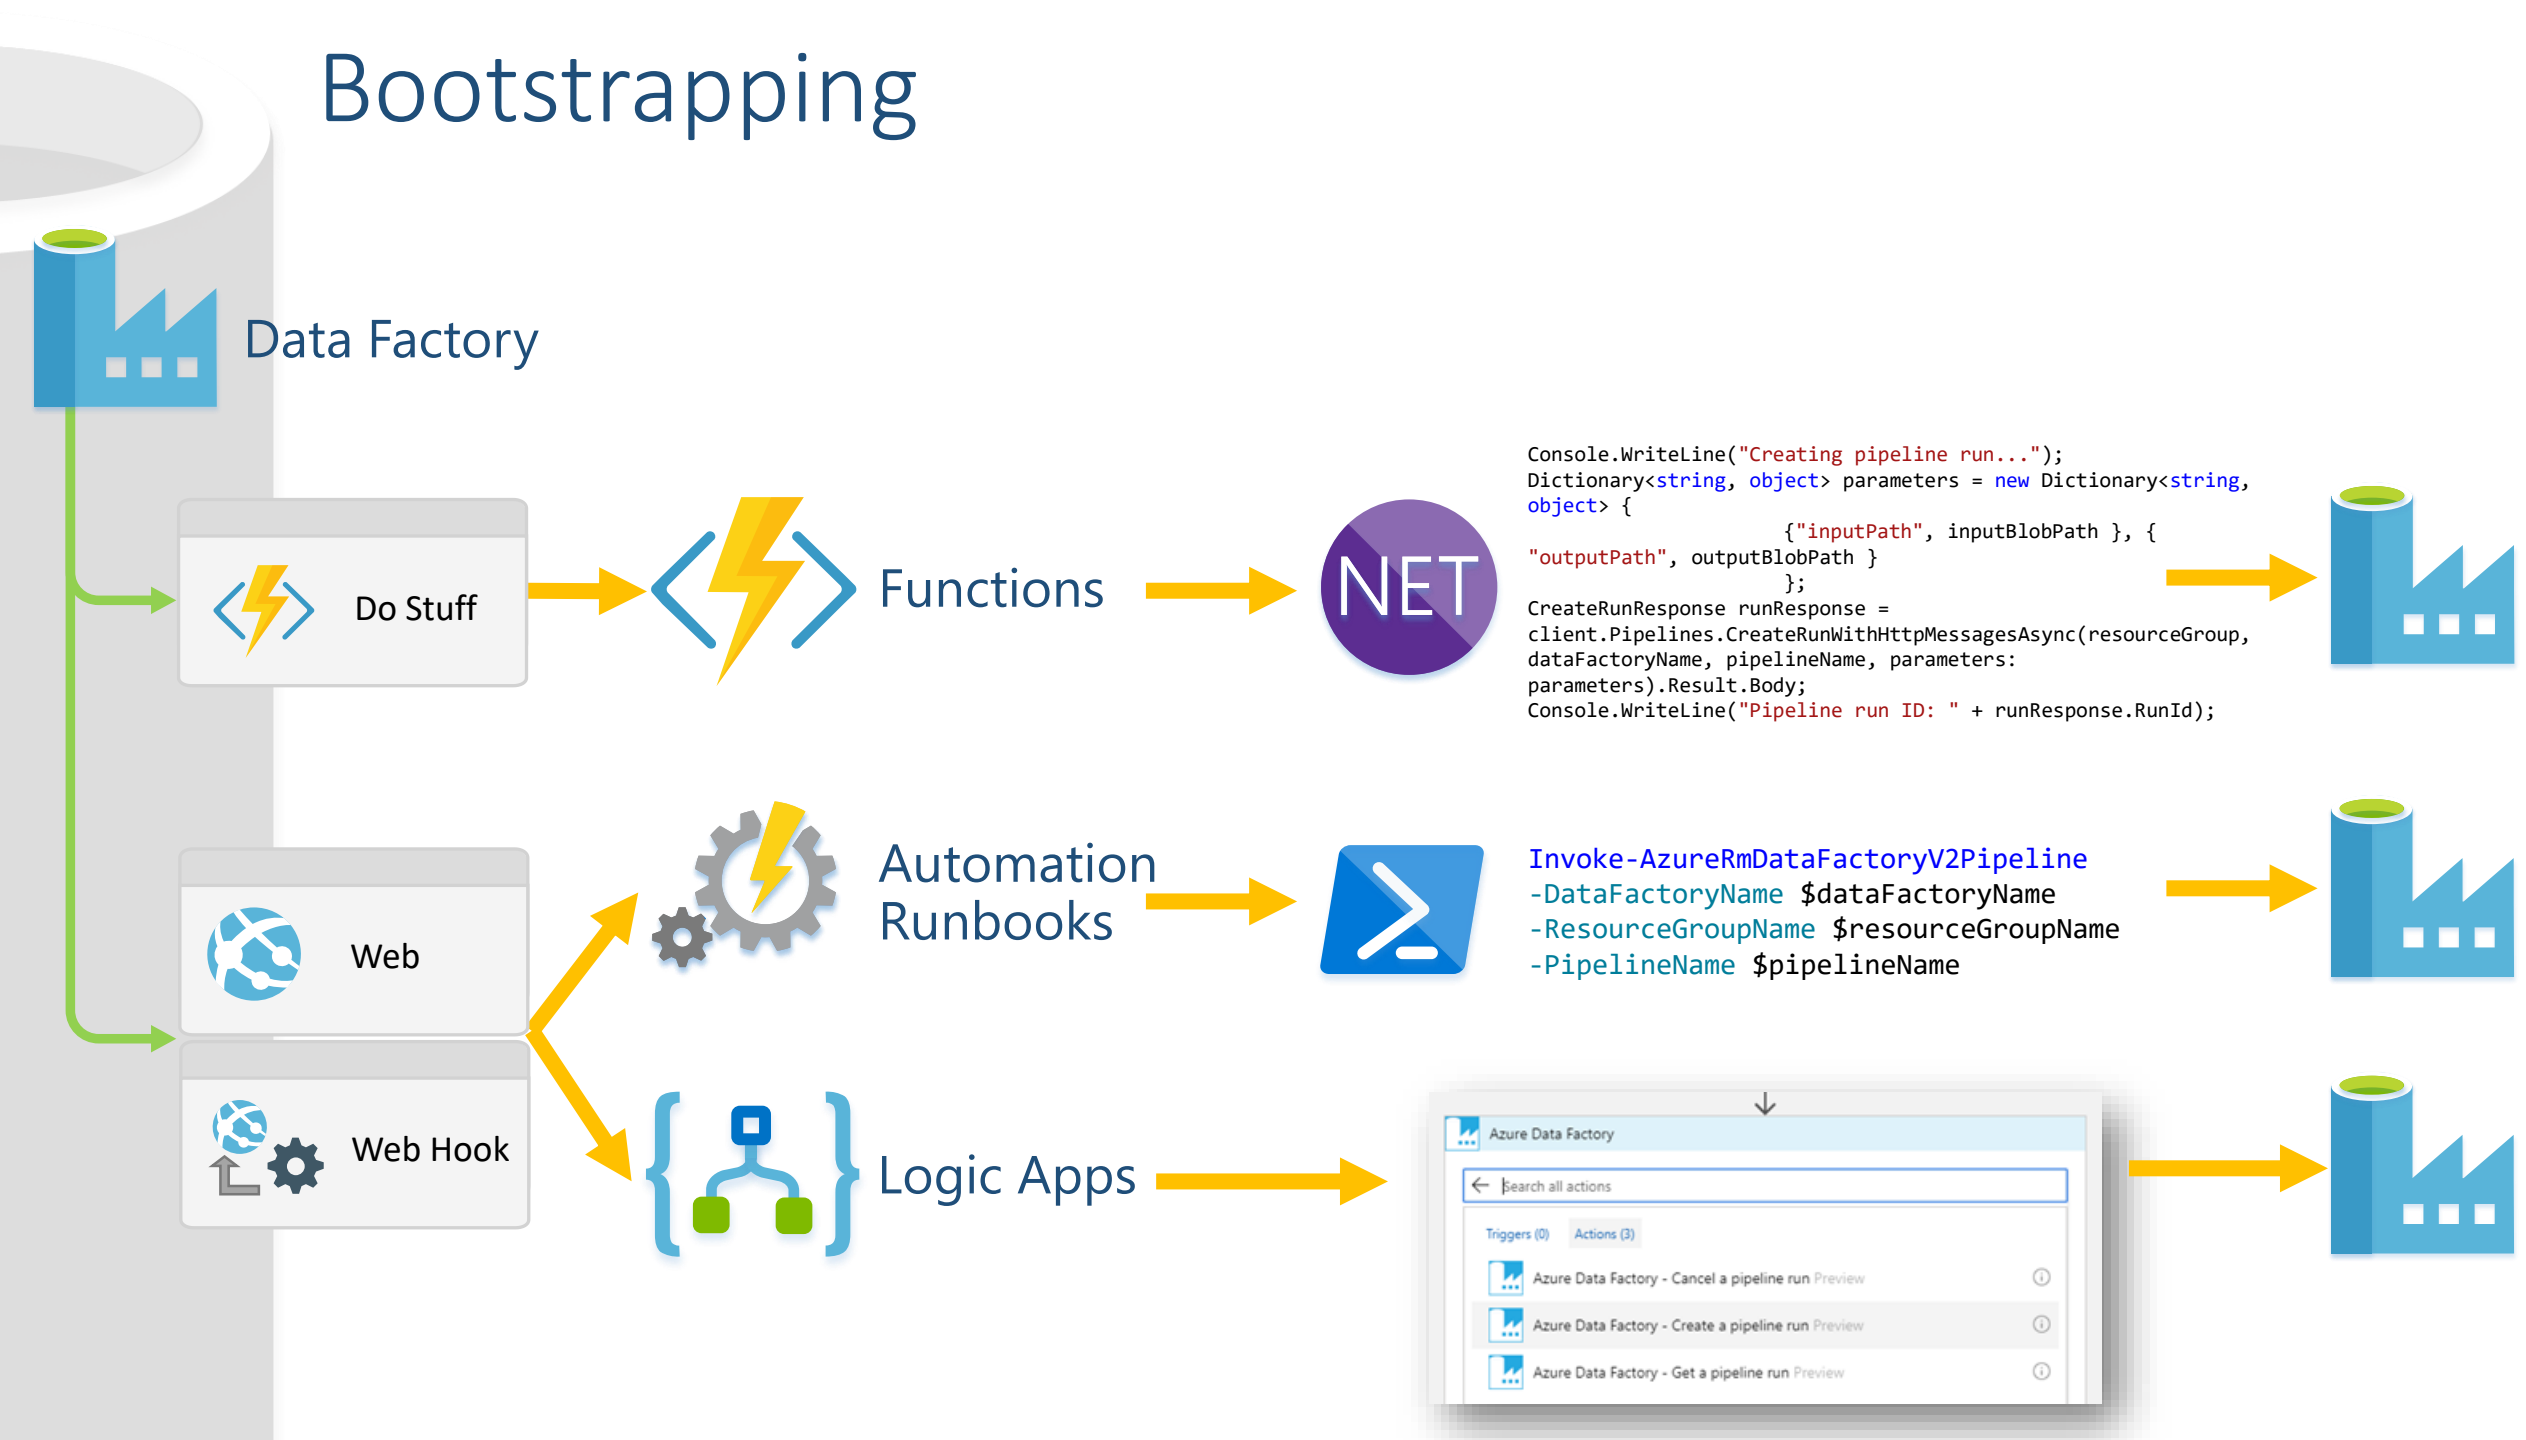 Bootstrapping
Data Factory
Do Stuff
Functions
NET
Console.WriteLine("Creating pipeline run...");
Dictionary<string, object> parameters = new Dictionary<string,
object> {
{"inputPath", inputBlobPath }, {
"outputPath", outputBlobPath }
};
CreateRunResponse runResponse =
client.Pipelines.CreateRunWithHttpMessagesAsync(resourceGroup,
dataFactoryName, pipelineName, parameters:
parameters).Result.Body;
Console.WriteLine("Pipeline run ID: " + runResponse.RunId);
Web
Automation
Runbooks
Invoke-AzureRmDataFactoryV2Pipeline
-DataFactoryName $dataFactoryName
-ResourceGroupName $resourceGroupName
-PipelineName $pipelineName
Web Hook
Logic Apps
Azure Data Factory
Search all actions
Triggers (0) Actions (3)
Azure Data Factory - Cancel a pipeline run Preview
Azure Data Factory - Create a pipeline run Preview
Azure Data Factory - Get a pipeline run Preview